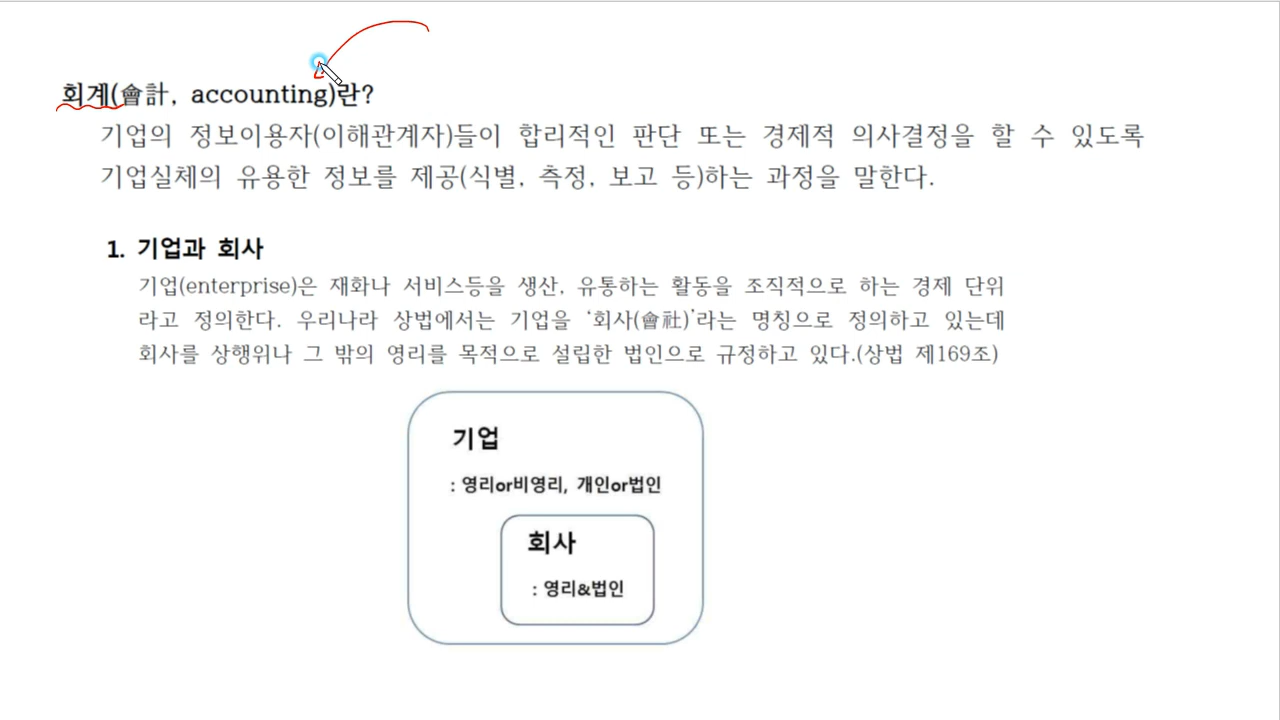 회계(會計, accounting)란?
기업의 정보이용자(이해관계자)들이 합리적인 판단 또는 경제적 의사결정을 할 수 있도록
기업실체의 유용한 정보를 제공(식별, 측정, 보고 등)하는 과정을 말한다.
1. 기업과 회사
기업(enterprise)은 재화나 서비스등을 생산, 유통하는 활동을 조직적으로 하는 경제 단위
라고 정의한다. 우리나라 상법에서는 기업을 ‘회사(會社)’라는 명칭으로 정의하고 있는데
회사를 상행위나 그 밖의 영리를 목적으로 설립한 법인으로 규정하고 있다.(상법 제169조)
기업
: 영리or비영리, 개인or법인
회사
: 영리&법인